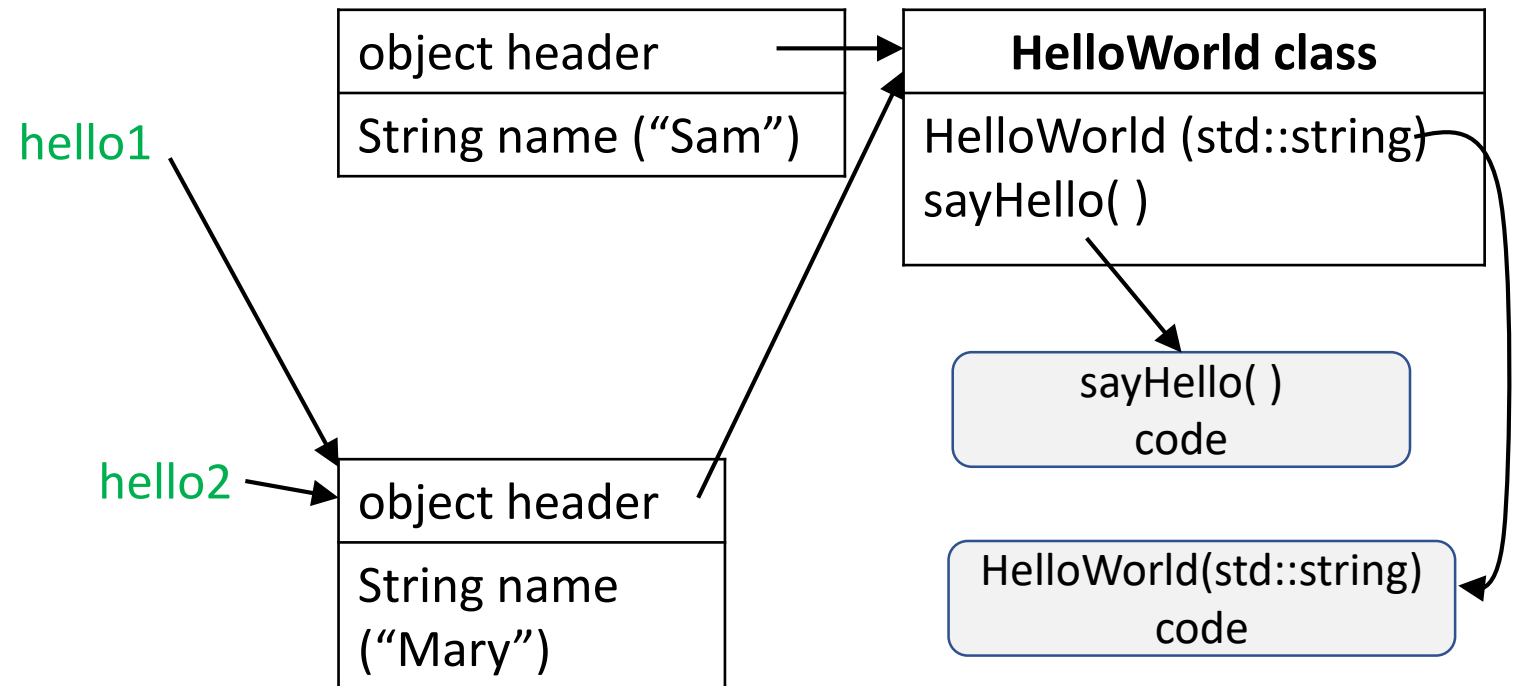 object header
String name (“Sam”)
HelloWorld class
HelloWorld (std::string)
sayHello( )
hello1
sayHello( )
code
hello2
object header
String name
(“Mary”)
HelloWorld(std::string)
code